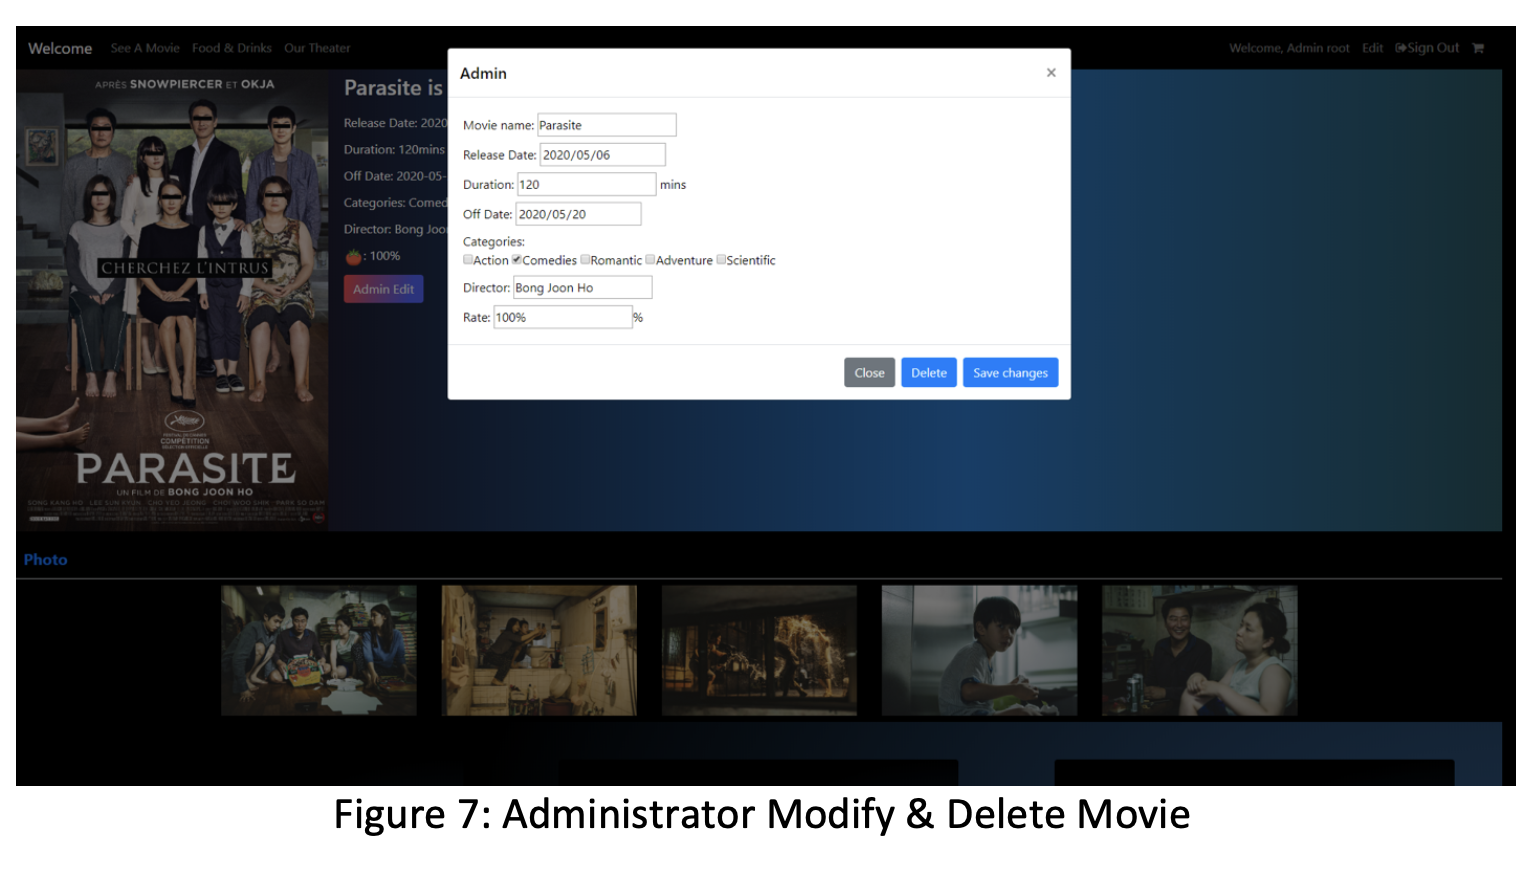 Welcome See A Movie Food & Drinks Our Theater Welcome, Admin root Edit Sign Out
Admin ×
Movie name: Parasite
Release Date: 2020/05/06
Duration: 120 mins
Off Date: 2020/05/20
Categories:
Action Comedies Romantic Adventure Scientific
Director: Bong Joon Ho
Rate: 100% %
Close Delete Save changes
APRÈS SNOWPIERCER ET OKJA
CHERCHEZ L'INTRUS
COMPÉTITION
PARASITE
UN FILM DE BONG JOON HO
Parasite is
Release Date: 2020
Duration: 120mins
Off Date: 2020-05-
Categories: Comed
Director: Bong Joo
: 100%
Admin Edit
Photo
Figure 7: Administrator Modify & Delete Movie